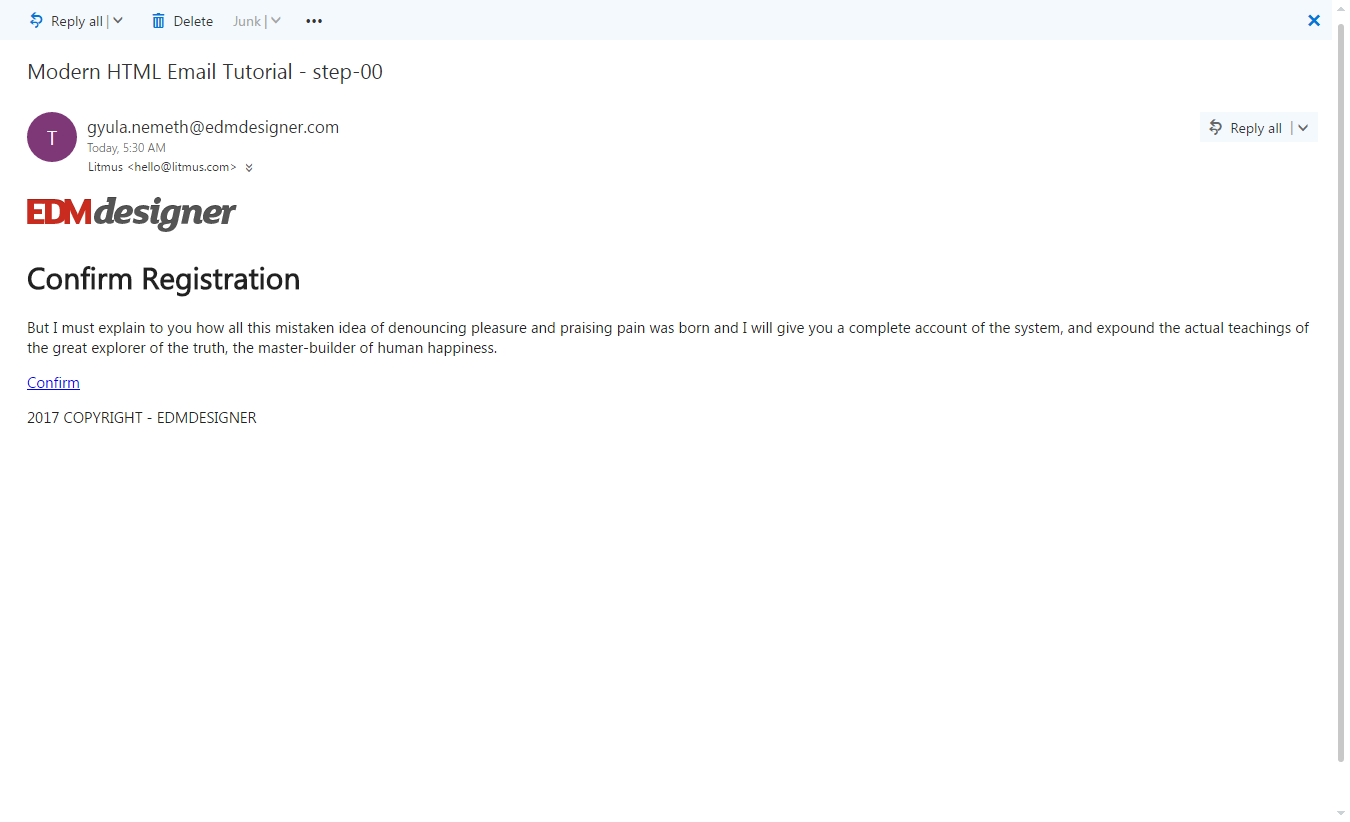 Reply all | Delete Junk | •••
Modern HTML Email Tutorial - step-00
T
gyula.nemeth@edmdesigner.com
Reply all |
Today, 5:30 AM
Litmus <hello@litmus.com>
EDMdesigner
Confirm Registration
But I must explain to you how all this mistaken idea of denouncing pleasure and praising pain was born and I will give you a complete account of the system, and expound the actual teachings of
the great explorer of the truth, the master-builder of human happiness.
Confirm
2017 COPYRIGHT - EDMDESIGNER